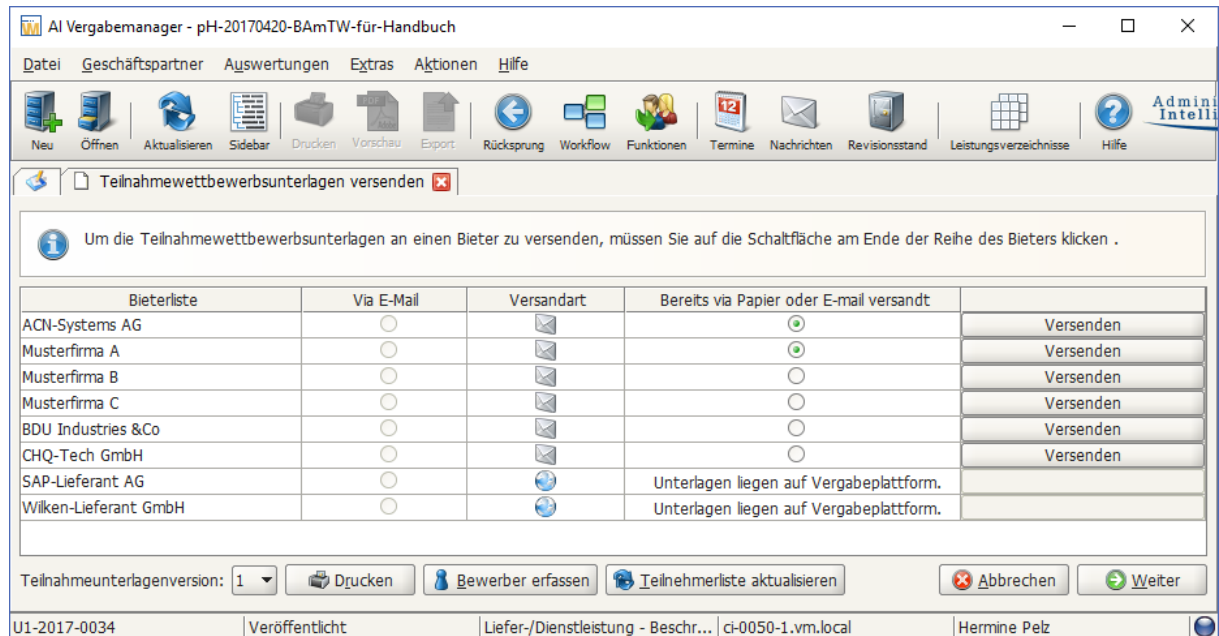 AI Vergabemanager - pH-20170420-BAmTW-für-Handbuch
Datei Geschäftspartner Auswertungen Extras Aktionen Hilfe
12
Neu Öffnen Aktualisieren Sidebar Drucken Vorschau Export Rücksprung Workflow Funktionen Termine Nachrichten Revisionsstand Leistungsverzeichnisse Hilfe
Admini
Intelli
Teilnahmewettbewerbsunterlagen versenden
Um die Teilnahmewettbewerbsunterlagen an einen Bieter zu versenden, müssen Sie auf die Schaltfläche am Ende der Reihe des Bieters klicken .
Bieterliste Via E-Mail Versandart Bereits via Papier oder E-mail versandt
ACN-Systems AG Versenden
Musterfirma A Versenden
Musterfirma B Versenden
Musterfirma C Versenden
BDU Industries &Co Versenden
CHQ-Tech GmbH Versenden
SAP-Lieferant AG Unterlagen liegen auf Vergabeplattform.
Wilken-Lieferant GmbH Unterlagen liegen auf Vergabeplattform.
Teilnahmeunterlagenversion: 1 Drucken Bewerber erfassen Teilnehmerliste aktualisieren Abbrechen Weiter
U1-2017-0034 Veröffentlicht Liefer-/Dienstleistung - Beschr... ci-0050-1.vm.local Hermine Pelz